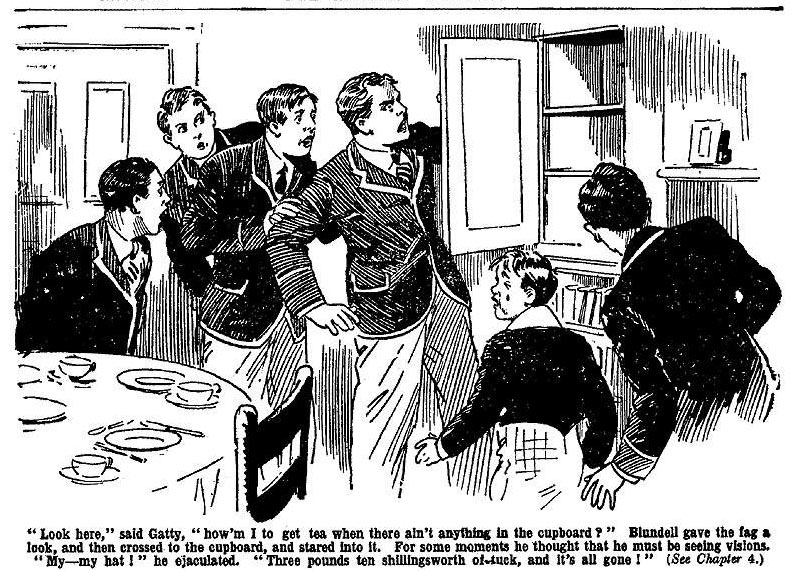 "Look here," said Gatty, "how'm I to get tea when there ain't anything in the cupboard?" Blundell gave the fag a
look, and then crossed to the cupboard, and stared into it. For some moments he thought that he must be seeing visions.
"My—my hat!" he ejaculated. "Three pounds ten shillingsworth of tuck, and it's all gone!" (See Chapter 4.)